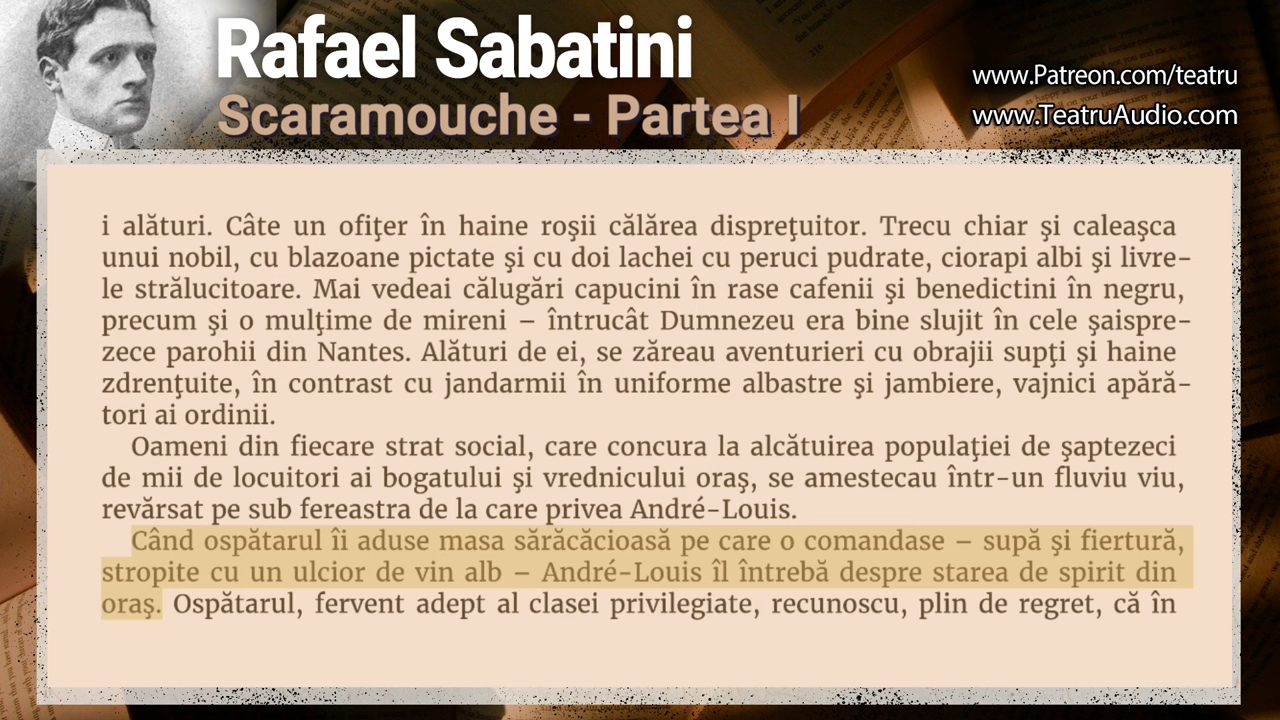 Rafael Sabatini
Scaramouche - Partea I
www.Patreon.com/teatru
www.TeatruAudio.com
i alături. Câte un ofiţer în haine roşii călărea dispreţuitor. Trecu chiar şi caleaşca
unui nobil, cu blazoane pictate şi cu doi lachei cu peruci pudrate, ciorapi albi şi livre-
le strălucitoare. Mai vedeai călugări capucini în rase cafenii şi benedictini în negru,
precum şi o mulţime de mireni – întrucât Dumnezeu era bine slujit în cele şaispre-
zece parohii din Nantes. Alături de ei, se zăreau aventurieri cu obrajii supţi şi haine
zdrenţuite, în contrast cu jandarmii în uniforme albastre şi jambiere, vajnici apără-
tori ai ordinii.
Oameni din fiecare strat social, care concura la alcătuirea populaţiei de şaptezeci
de mii de locuitori ai bogatului şi vrednicului oraş, se amestecau într-un fluviu viu,
revărsat pe sub fereastra de la care privea André-Louis.
Când ospătarul îi aduse masa sărăcăcioasă pe care o comandase – supă şi fiertură,
stropite cu un ulcior de vin alb – André-Louis îl întrebă despre starea de spirit din
oraş. Ospătarul, fervent adept al clasei privilegiate, recunoscu, plin de regret, că în